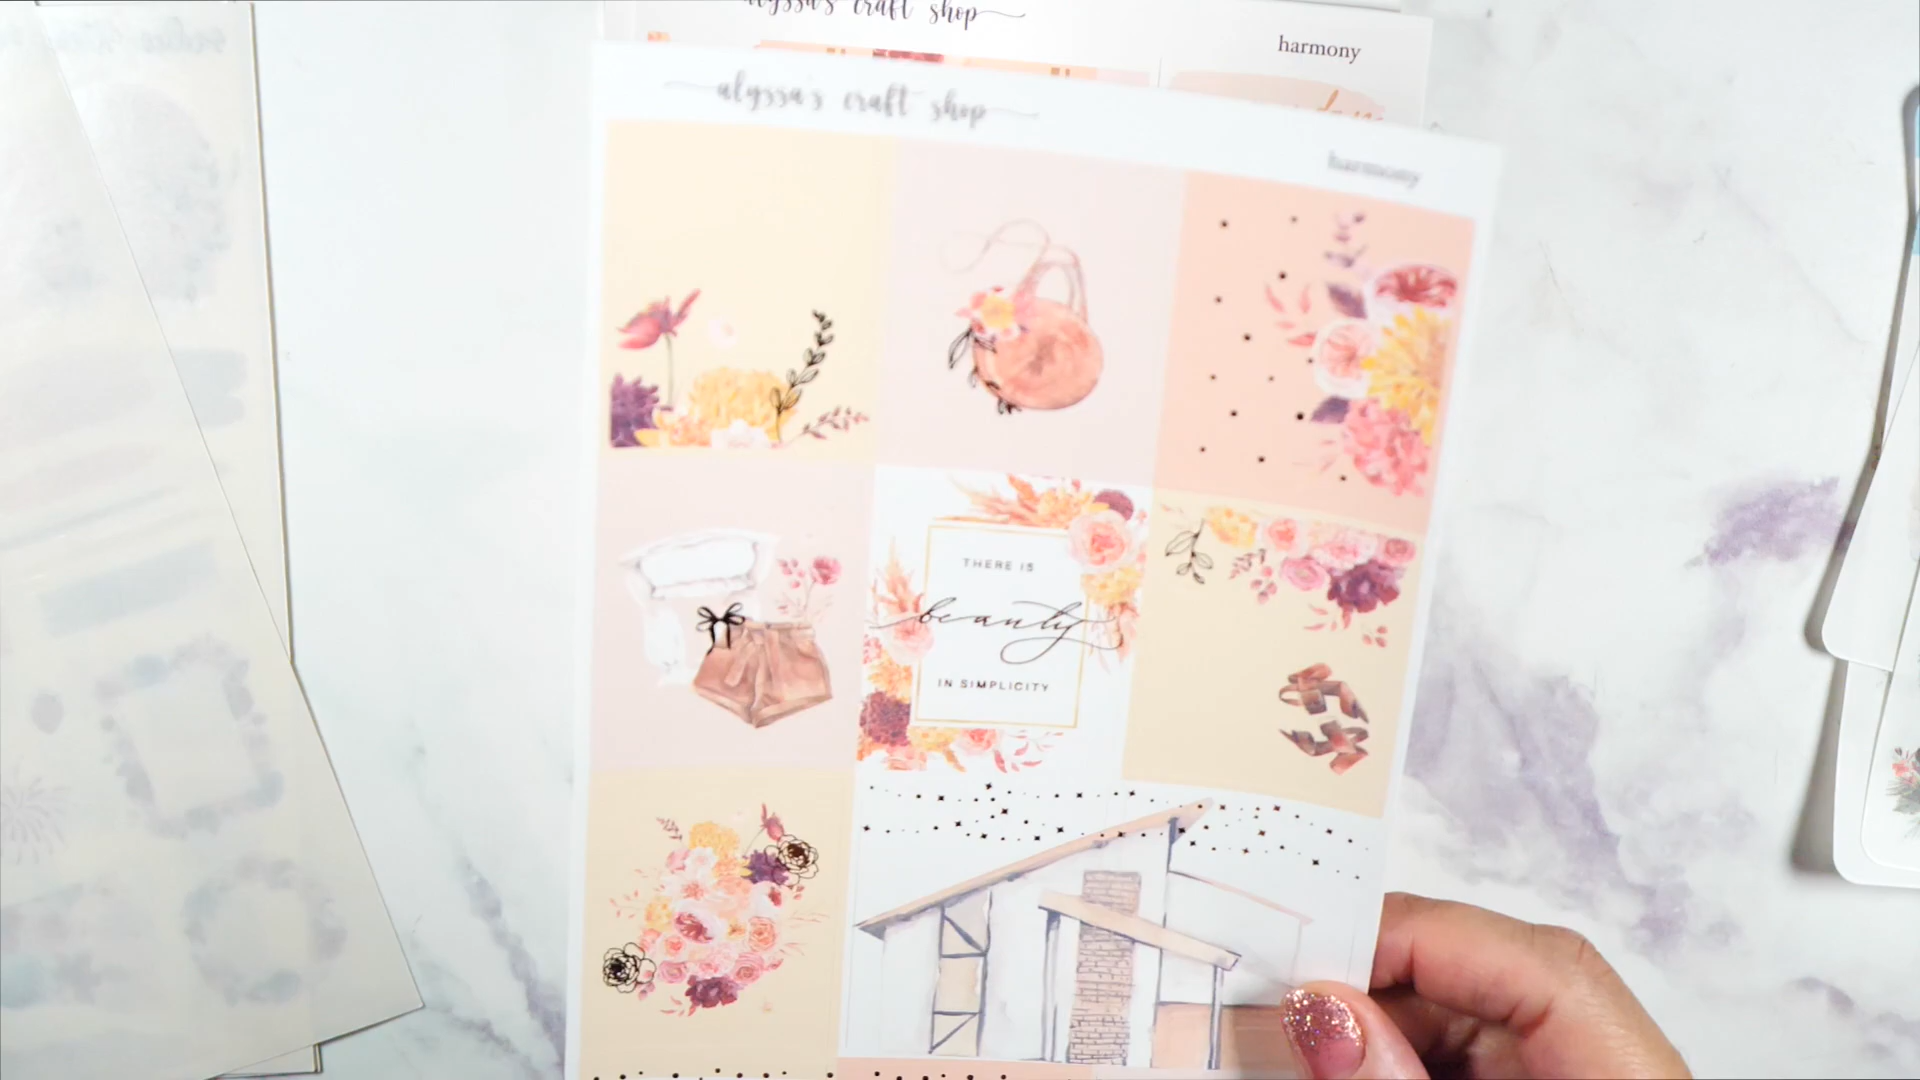 alyssa's craft shop
harmony
alyssa's craft shop
harmony
THERE IS
beauty
IN SIMPLICITY